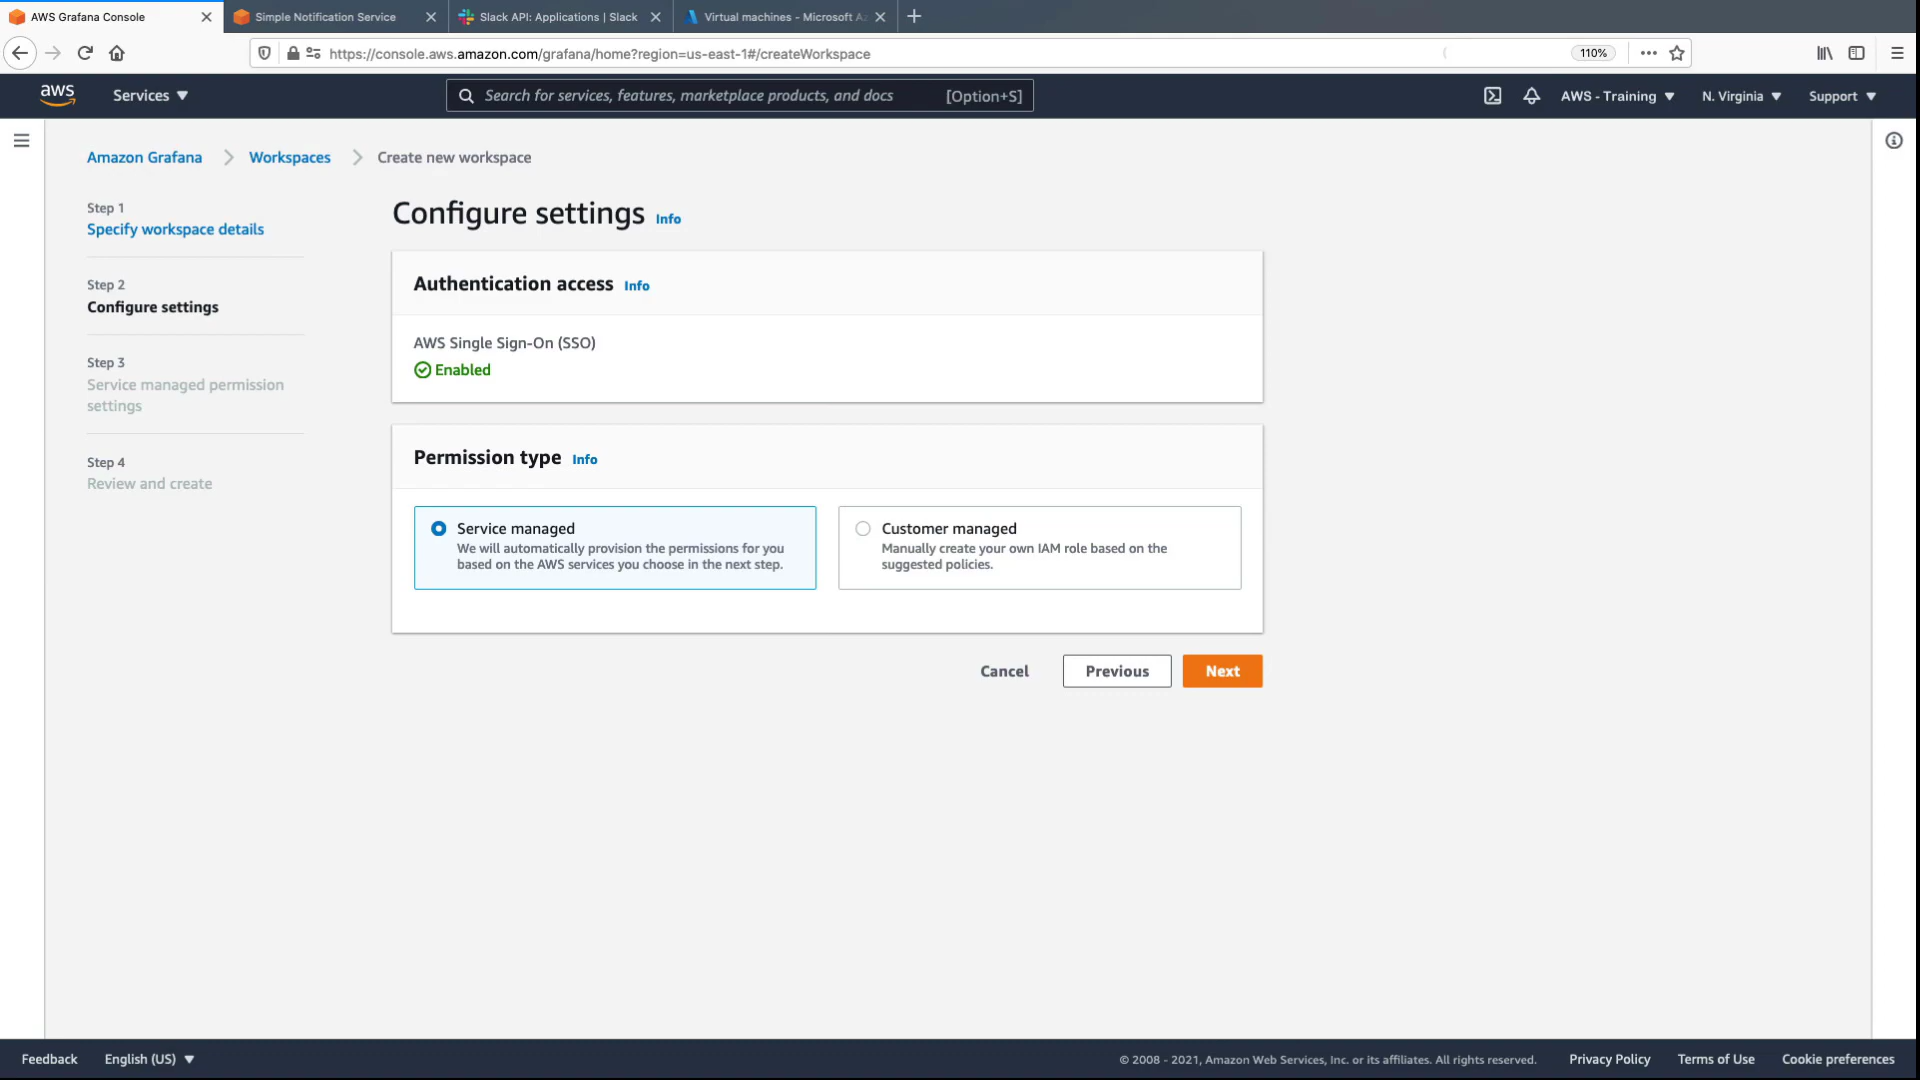 AWS Grafana Console
Simple Notification Service
Slack API: Applications | Slack
Virtual machines - Microsoft Az
https://console.aws.amazon.com/grafana/home?region=us-east-1#/createWorkspace
110%
aws
Services
Search for services, features, marketplace products, and docs
[Option+S]
AWS - Training
N. Virginia
Support
Amazon Grafana
Workspaces
Create new workspace
Step 1
Specify workspace details
Step 2
Configure settings
Step 3
Service managed permission
settings
Step 4
Review and create
Configure settings Info
Authentication access Info
AWS Single Sign-On (SSO)
Enabled
Permission type Info
Service managed
We will automatically provision the permissions for you
based on the AWS services you choose in the next step.
Customer managed
Manually create your own IAM role based on the
suggested policies.
Cancel
Previous
Next
Feedback
English (US)
© 2008 - 2021, Amazon Web Services, Inc. or its affiliates. All rights reserved.
Privacy Policy
Terms of Use
Cookie preferences